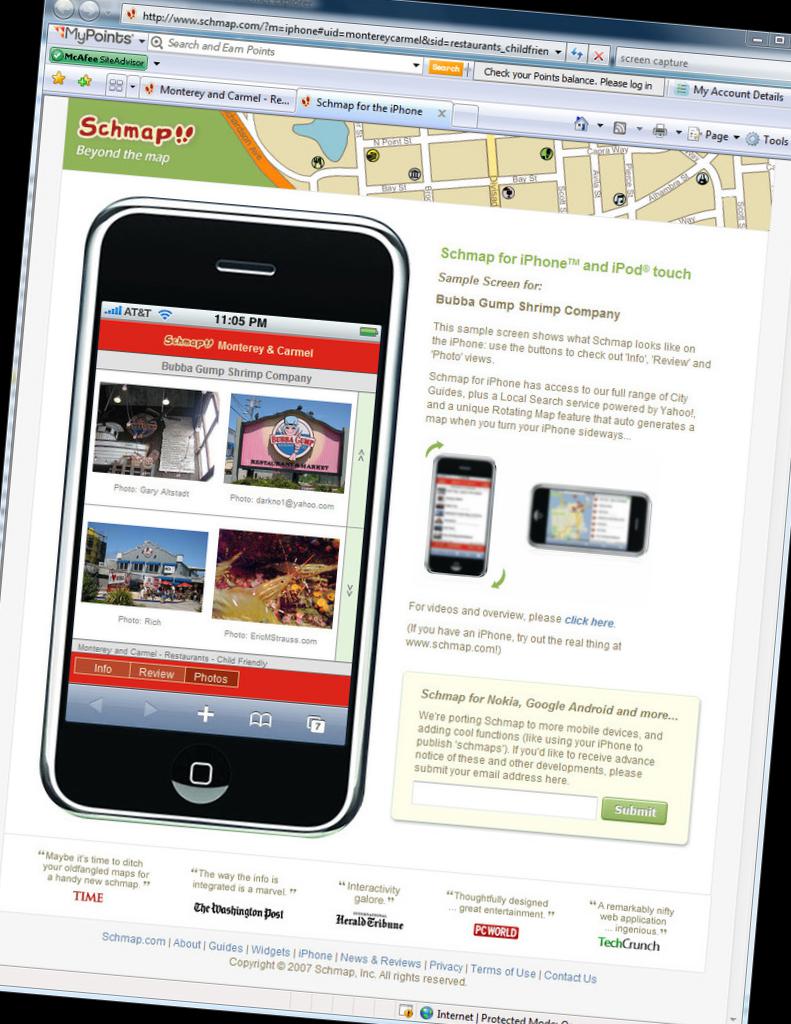 http://www.schmap.com/?m=iphone#uid=montereycarmel&sid=restaurants_childfrien
screen capture
MyPoints
Search and Earn Points
Search
Check your Points balance. Please log in
My Account Details
McAfee SiteAdvisor
Monterey and Carmel - Re...
Schmap for the iPhone
X
Page
Tools
Schmap!!
Beyond the map
N Point St
Capra Way
Bay St
Bay St
Alhambra St
Way
Scott S
Schmap for iPhone™ and iPod® touch
Sample Screen for:
Bubba Gump Shrimp Company
This sample screen shows what Schmap looks like on
the iPhone: use the buttons to check out 'Info', 'Review' and
'Photo' views.
Schmap for iPhone has access to our full range of City
Guides, plus a Local Search service powered by Yahoo!,
and a unique Rotating Map feature that auto generates a
map when you turn your iPhone sideways...
AT&T
11:05 PM
Schmap!! Monterey & Carmel
Bubba Gump Shrimp Company
BUBBA GUMP
RESTAURANT & MARKET
Photo: Gary Altstadt
Photo: darkno1@yahoo.com
Photo: Rich
Photo: EricMStrauss.com
Monterey and Carmel - Restaurants - Child Friendly
Info
Review
Photos
7
For videos and overview, please click here.
(If you have an iPhone, try out the real thing at
www.schmap.com!)
Schmap for Nokia, Google Android and more...
We're porting Schmap to more mobile devices, and
adding cool functions (like using your iPhone to
publish 'schmaps'). If you'd like to receive advance
notice of these and other developments, please
submit your email address here.
Submit
“Maybe it's time to ditch
your oldfangled maps for
a handy new schmap.”
TIME
“The way the info is
integrated is a marvel.”
The Washington Post
“Interactivity
galore.”
INTERNATIONAL
Herald Tribune
“Thoughtfully designed
... great entertainment.”
PC WORLD
“A remarkably nifty
web application
... ingenious.”
TechCrunch
Schmap.com | About | Guides | Widgets | iPhone | News & Reviews | Privacy | Terms of Use | Contact Us
Copyright © 2007 Schmap, Inc. All rights reserved.
Internet | Protected Mode: